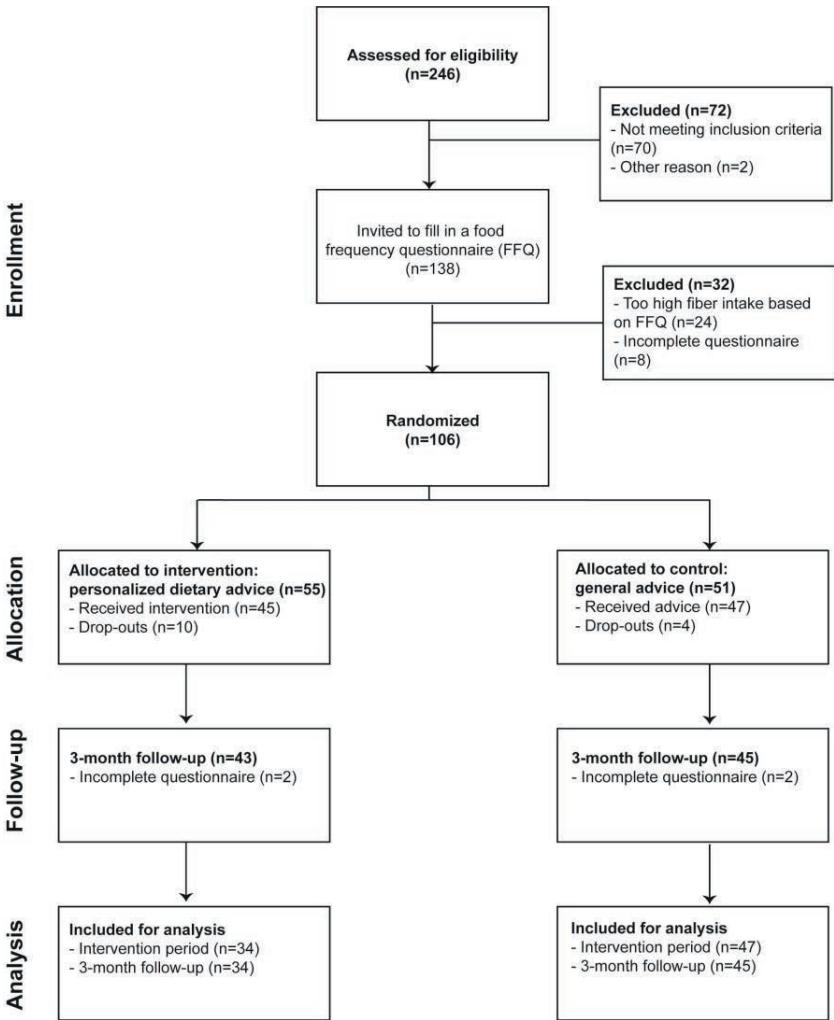 Assessed for eligibility
(n=246)
Excluded (n=72)
- Not meeting inclusion criteria
(n=70)
- Other reason (n=2)
Enrollment
Invited to fill in a food
frequency questionnaire (FFQ)
(n=138)
Excluded (n=32)
- Too high fiber intake based
on FFQ (n=24)
- Incomplete questionnaire
(n=8)
Randomized
(n=106)
Allocation
Allocated to intervention:
personalized dietary advice (n=55)
- Received intervention (n=45)
- Drop-outs (n=10)
Allocated to control:
general advice (n=51)
- Received advice (n=47)
- Drop-outs (n=4)
Follow-up
3-month follow-up (n=43)
- Incomplete questionnaire (n=2)
3-month follow-up (n=45)
- Incomplete questionnaire (n=2)
Analysis
Included for analysis
- Intervention period (n=34)
- 3-month follow-up (n=34)
Included for analysis
- Intervention period (n=47)
- 3-month follow-up (n=45)